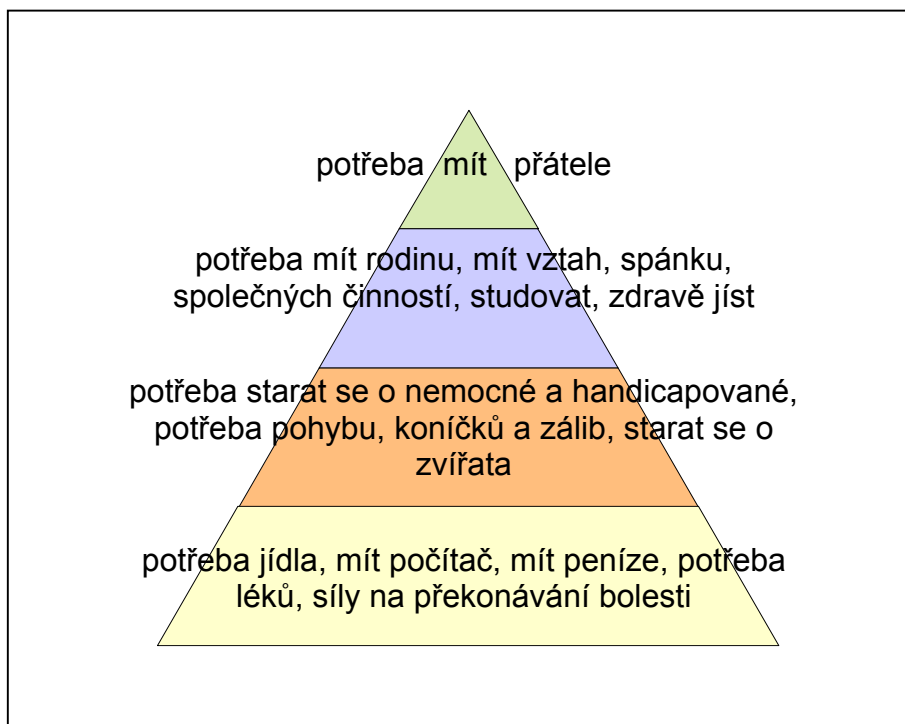 potřeba mít přátele
potřeba mít rodinu, mít vztah, spánku,
společných činností, studovat, zdravě jíst
potřeba starat se o nemocné a handicapované,
potřeba pohybu, koníčků a zálib, starat se o
zvířata
potřeba jídla, mít počítač, mít peníze, potřeba
léků, síly na překonávání bolesti